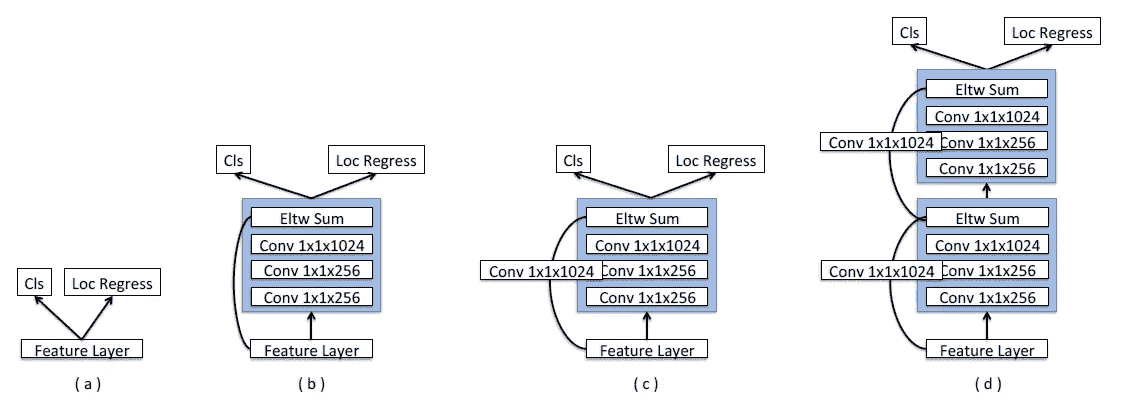 Cls
Loc Regress
Feature Layer
( a )
Cls
Loc Regress
Eltw Sum
Conv 1x1x1024
Conv 1x1x256
Conv 1x1x256
Feature Layer
( b )
Cls
Loc Regress
Eltw Sum
Conv 1x1x1024
Conv 1x1x1024
Conv 1x1x256
Conv 1x1x256
Feature Layer
( c )
Cls
Loc Regress
Eltw Sum
Conv 1x1x1024
Conv 1x1x1024
Conv 1x1x256
Conv 1x1x256
Eltw Sum
Conv 1x1x1024
Conv 1x1x1024
Conv 1x1x256
Conv 1x1x256
Feature Layer
( d )